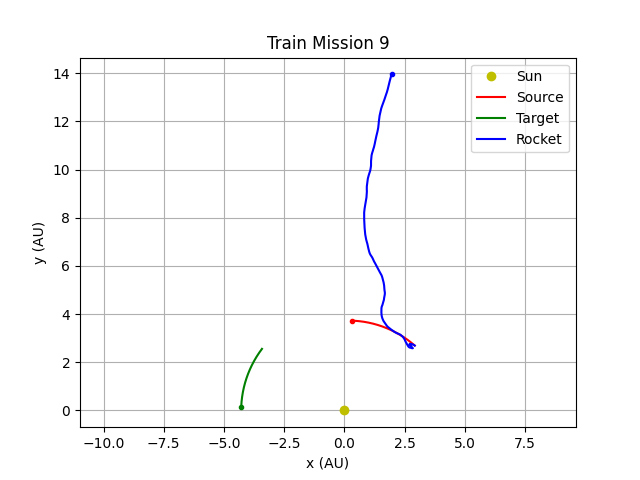 Train Mission 9
14
12
10
8
6
4
2
0
y (AU)
−10.0 −7.5 −5.0 −2.5 0.0 2.5 5.0 7.5
x (AU)
Sun
Source
Target
Rocket